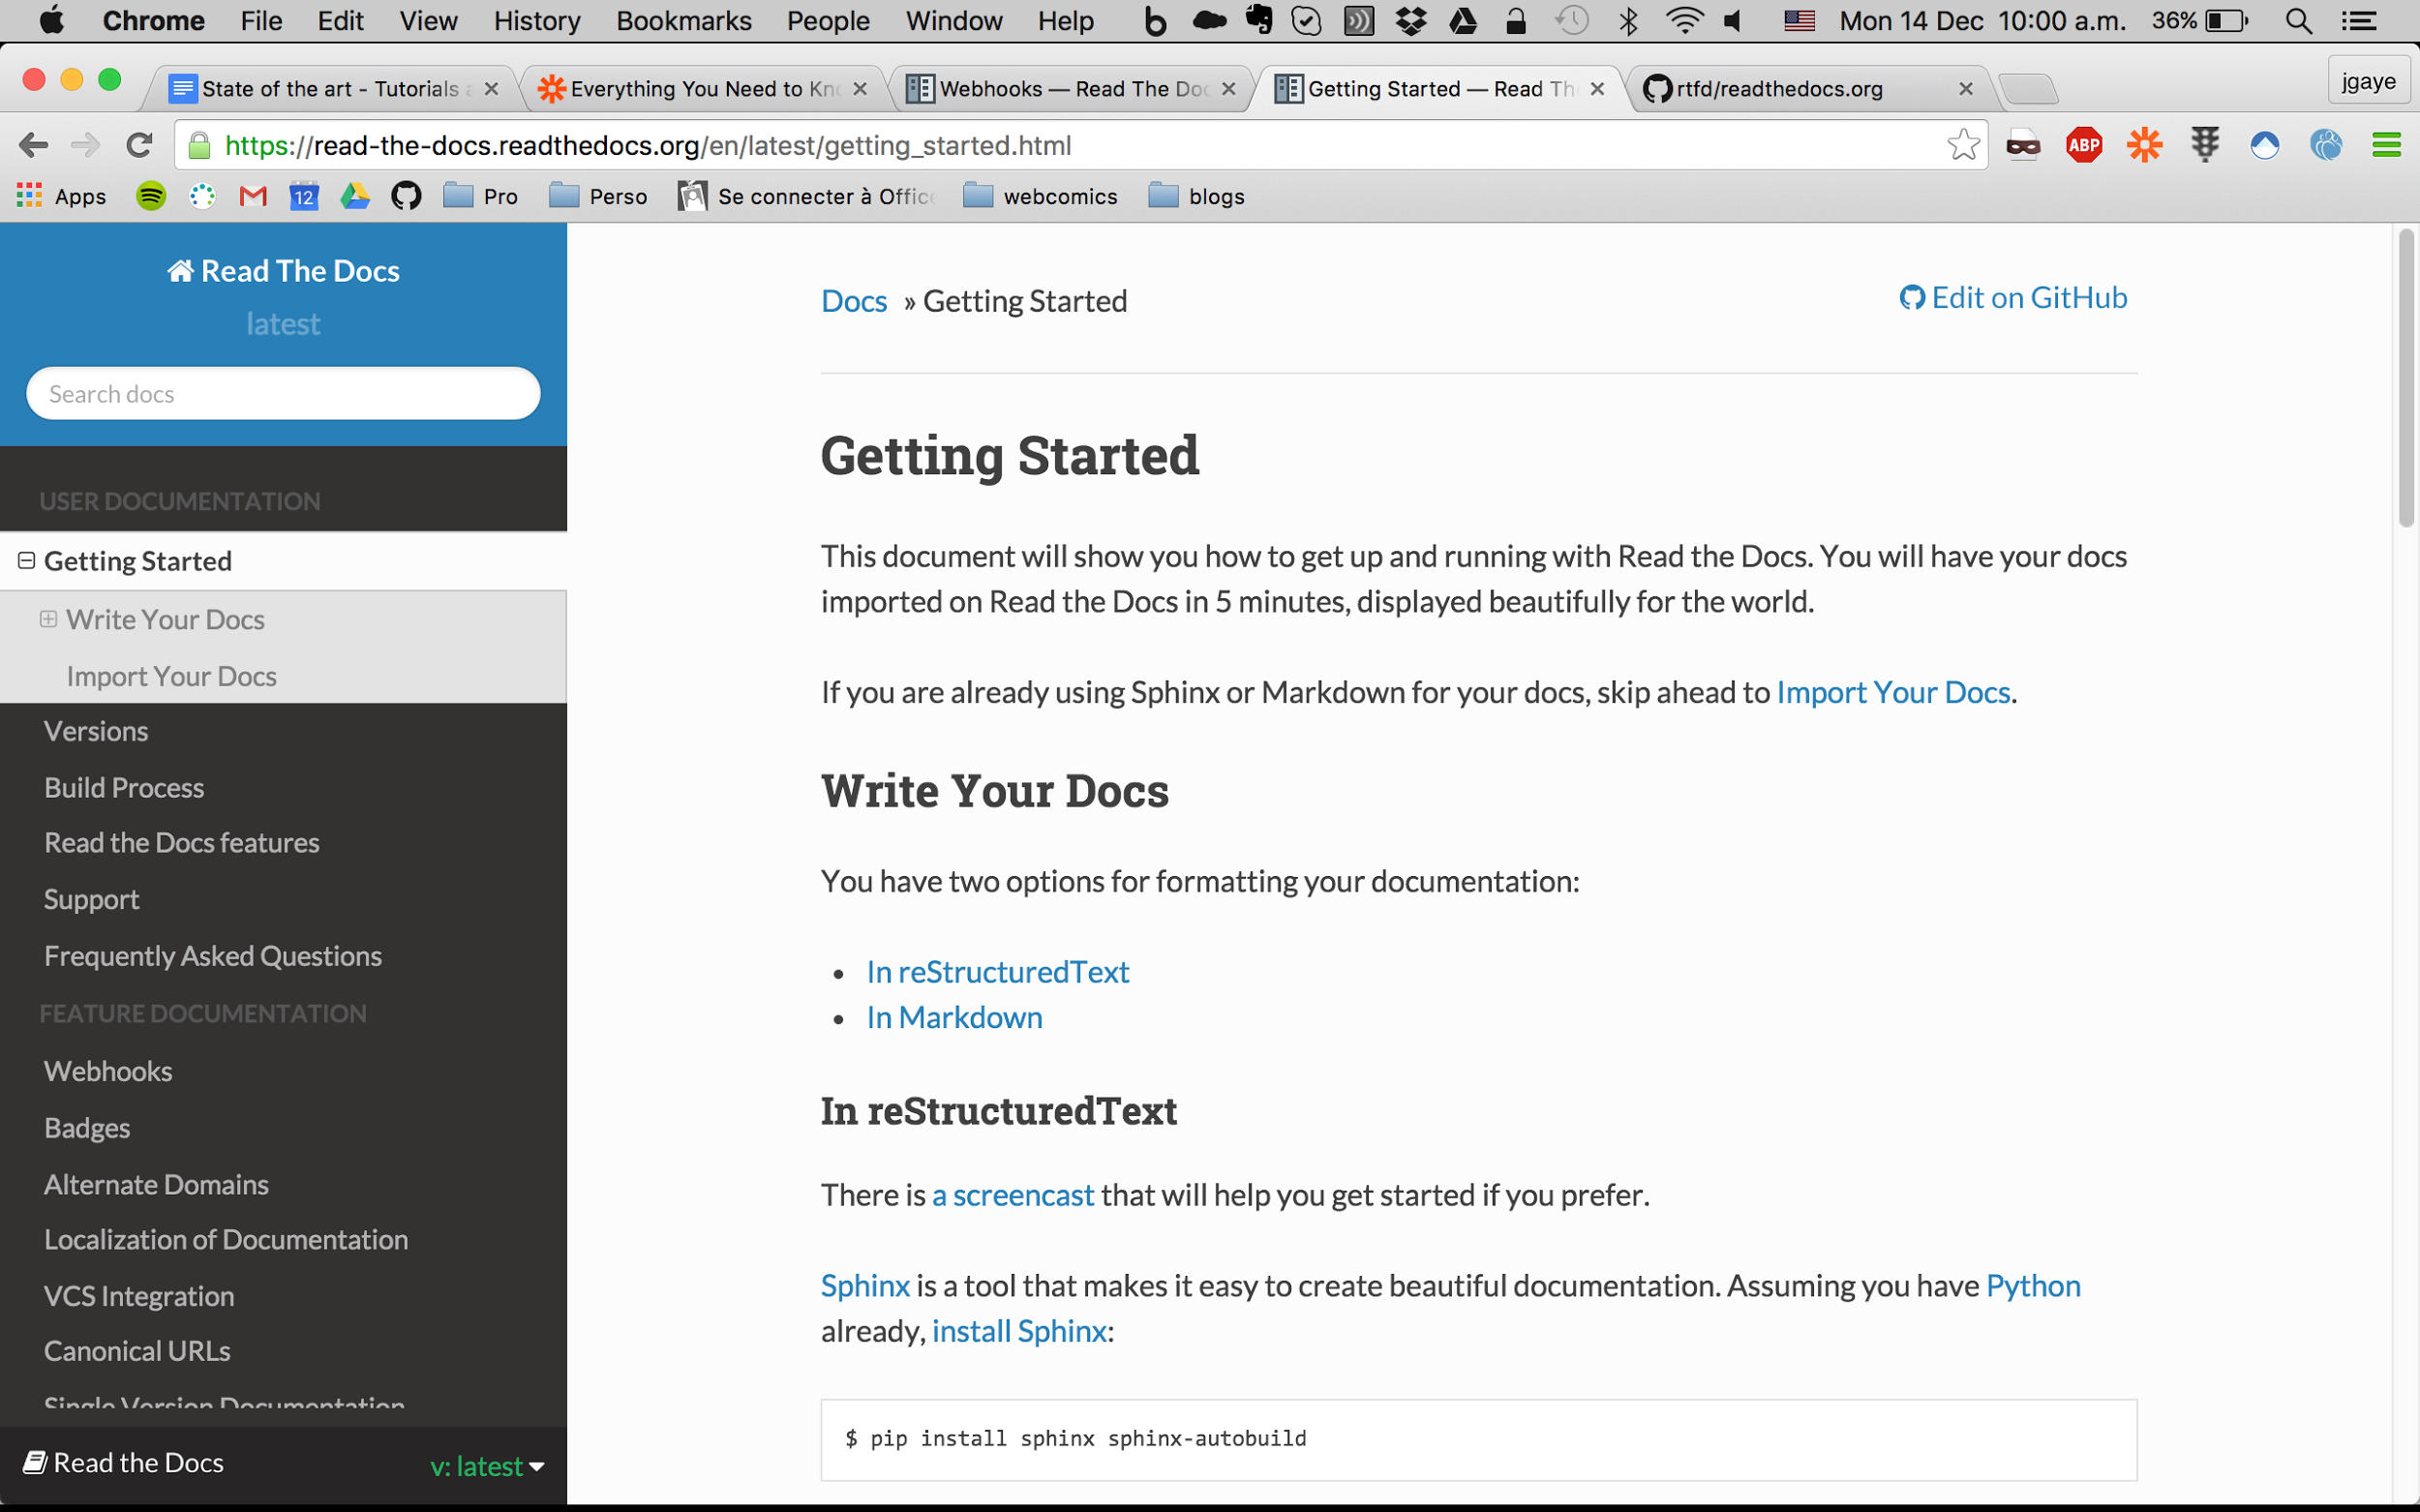 Chrome File Edit View History Bookmarks People Window Help Mon 14 Dec 10:00 a.m. 36%
State of the art - Tutorials Everything You Need to Webhooks — Read The Getting Started — Read rtfd/readthedocs.org jgaye
https://read-the-docs.readthedocs.org/en/latest/getting_started.html ABP
Apps 12 Pro Perso Se connecter à webcomics blogs
Read The Docs
latest
Search docs
USER DOCUMENTATION
Getting Started
Write Your Docs
Import Your Docs
Versions
Build Process
Read the Docs features
Support
Frequently Asked Questions
FEATURE DOCUMENTATION
Webhooks
Badges
Alternate Domains
Localization of Documentation
VCS Integration
Canonical URLs
Single Version Documentation
Read the Docs v: latest
Docs » Getting Started Edit on GitHub
Getting Started
This document will show you how to get up and running with Read the Docs. You will have your docs
imported on Read the Docs in 5 minutes, displayed beautifully for the world.
If you are already using Sphinx or Markdown for your docs, skip ahead to Import Your Docs.
Write Your Docs
You have two options for formatting your documentation:
• In reStructuredText
• In Markdown
In reStructuredText
There is a screencast that will help you get started if you prefer.
Sphinx is a tool that makes it easy to create beautiful documentation. Assuming you have Python
already, install Sphinx:
$ pip install sphinx sphinx-autobuild